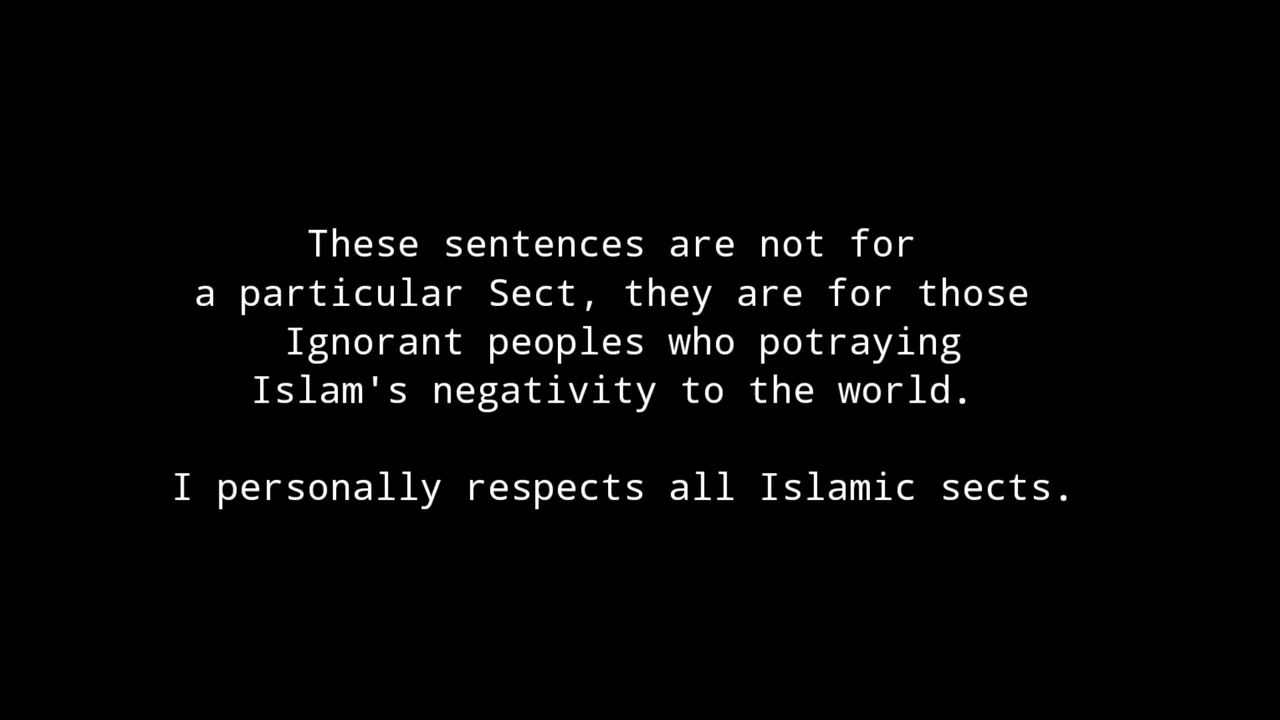 These sentences are not for
a particular Sect, they are for those
Ignorant peoples who potraying
Islam's negativity to the world.
I personally respects all Islamic sects.